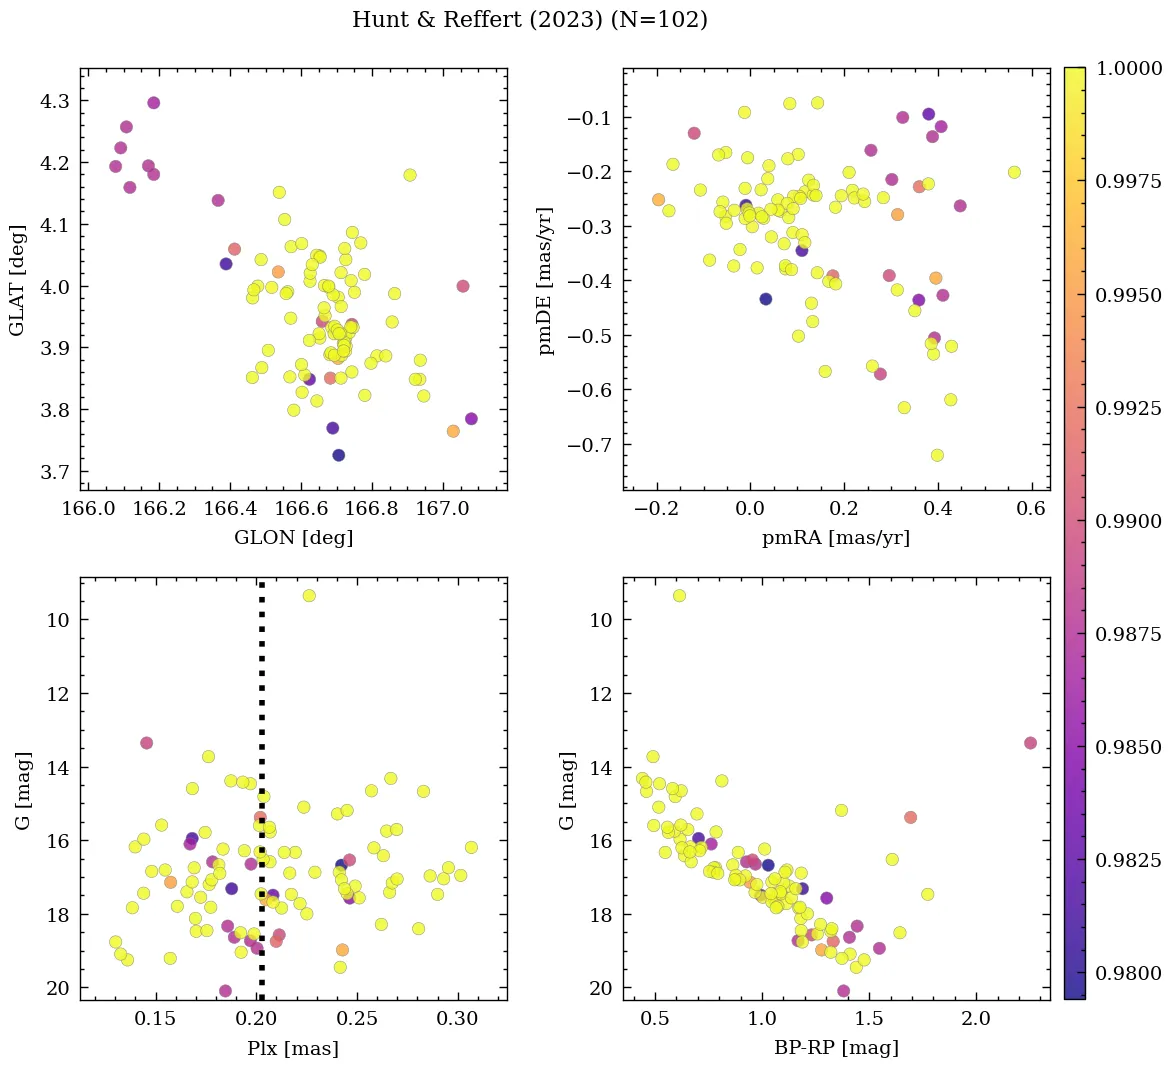 Hunt & Reffert (2023) (N=102)
4.3
4.2
4.1
4.0
3.9
3.8
3.7
GLAT [deg]
166.0 166.2 166.4 166.6 166.8 167.0
GLON [deg]
−0.1
−0.2
−0.3
−0.4
−0.5
−0.6
−0.7
pmDE [mas/yr]
−0.2 0.0 0.2 0.4 0.6
pmRA [mas/yr]
10
12
14
16
18
20
G [mag]
0.15 0.20 0.25 0.30
Plx [mas]
10
12
14
16
18
20
G [mag]
0.5 1.0 1.5 2.0
BP-RP [mag]
1.0000
0.9975
0.9950
0.9925
0.9900
0.9875
0.9850
0.9825
0.9800